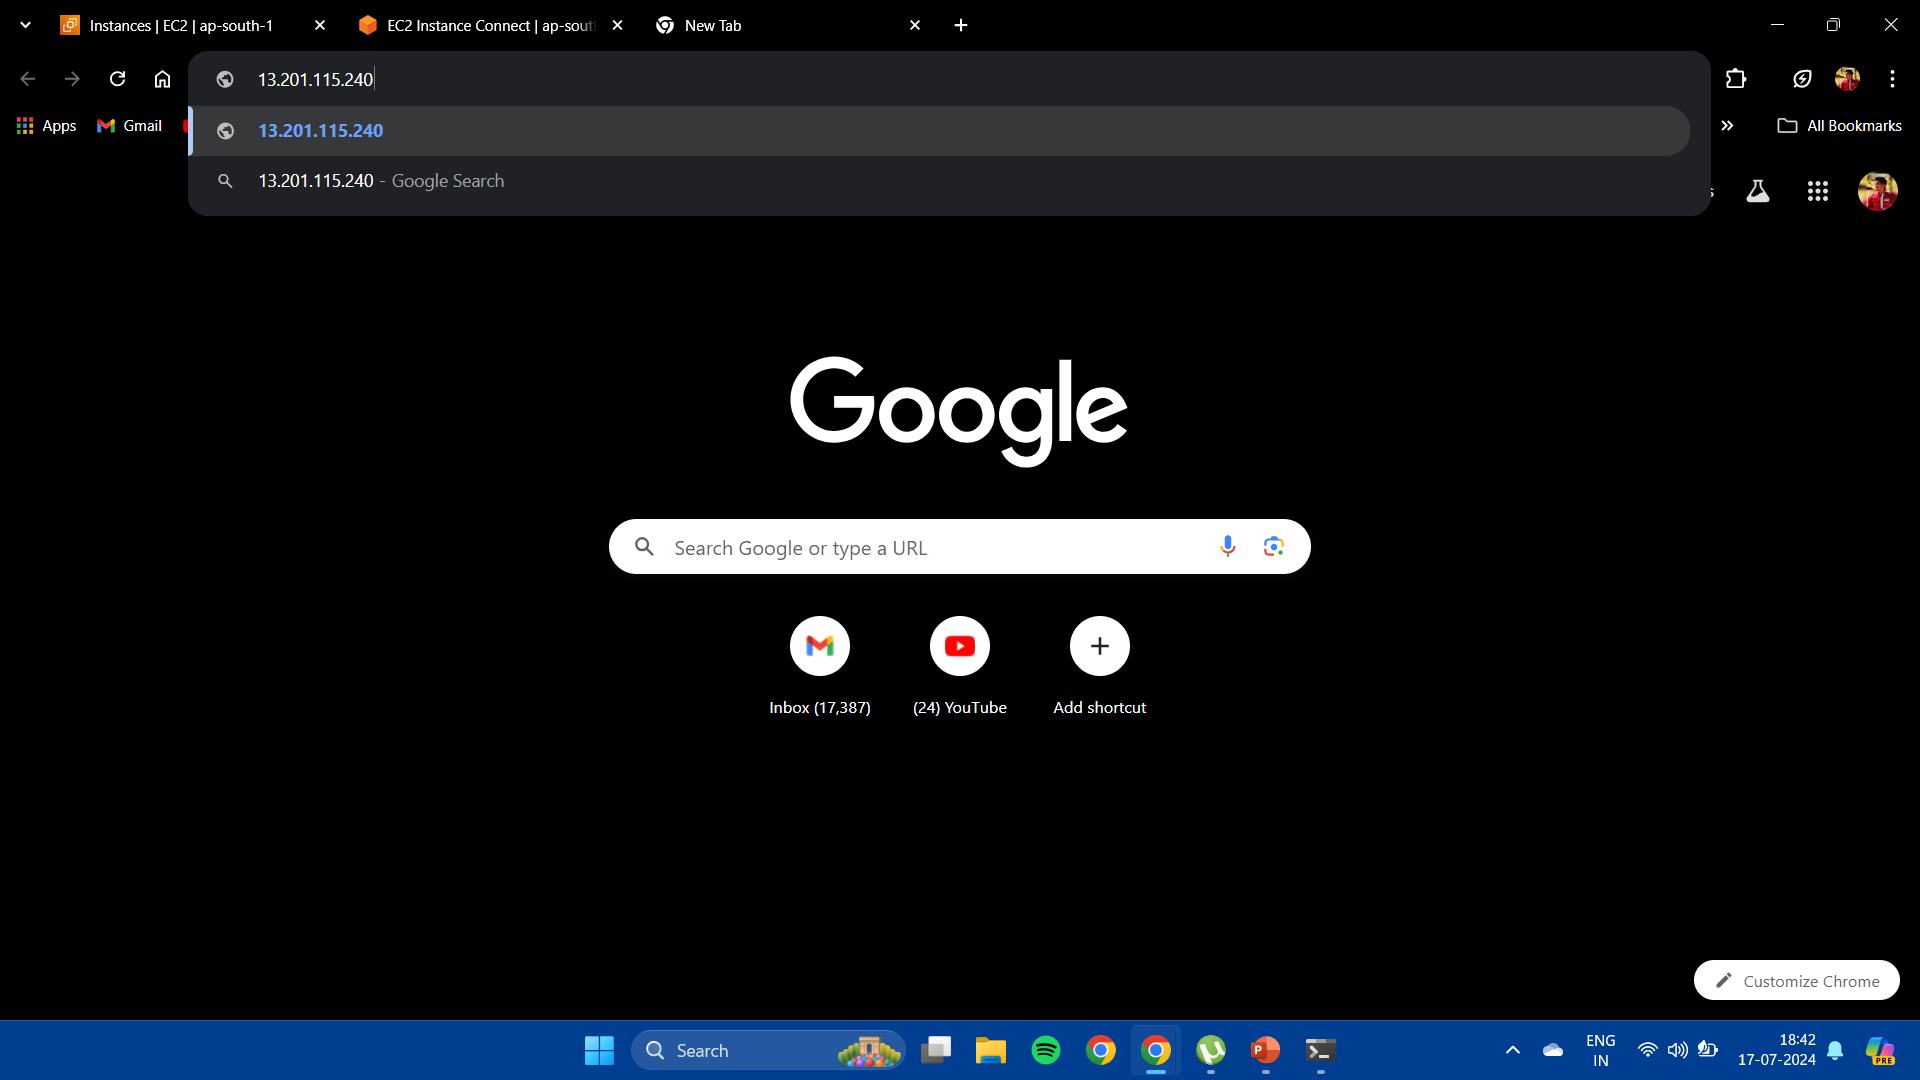 Instances | EC2 | ap-south-1
EC2 Instance Connect | ap-sout
New Tab
13.201.115.240
Apps
Gmail
All Bookmarks
13.201.115.240
13.201.115.240 - Google Search
Google
Search Google or type a URL
Inbox (17,387)
(24) YouTube
Add shortcut
Customize Chrome
Search
P
ENG
IN
18:42
17-07-2024
PRE